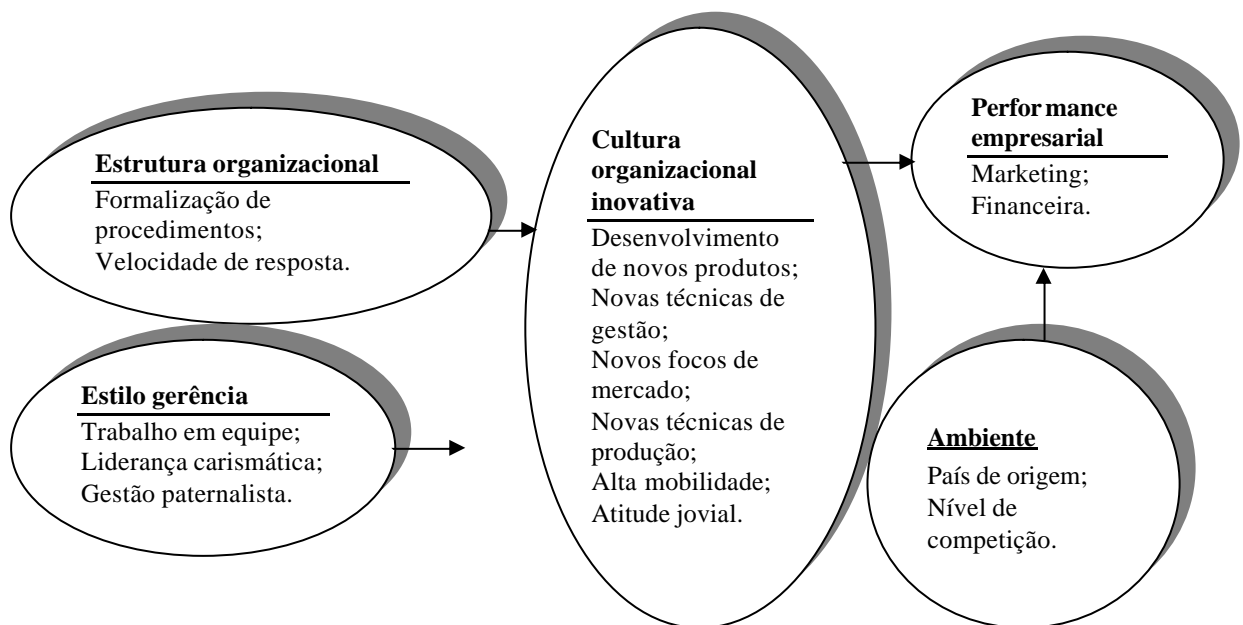 Estrutura organizacional
Formalização de
procedimentos;
Velocidade de resposta.
Estilo gerência
Trabalho em equipe;
Liderança carismática;
Gestão paternalista.
Cultura
organizacional
inovativa
Desenvolvimento
de novos produtos;
Novas técnicas de
gestão;
Novos focos de
mercado;
Novas técnicas de
produção;
Alta mobilidade;
Atitude jovial.
Perfor mance
empresarial
Marketing;
Financeira.
Ambiente
País de origem;
Nível de
competição.